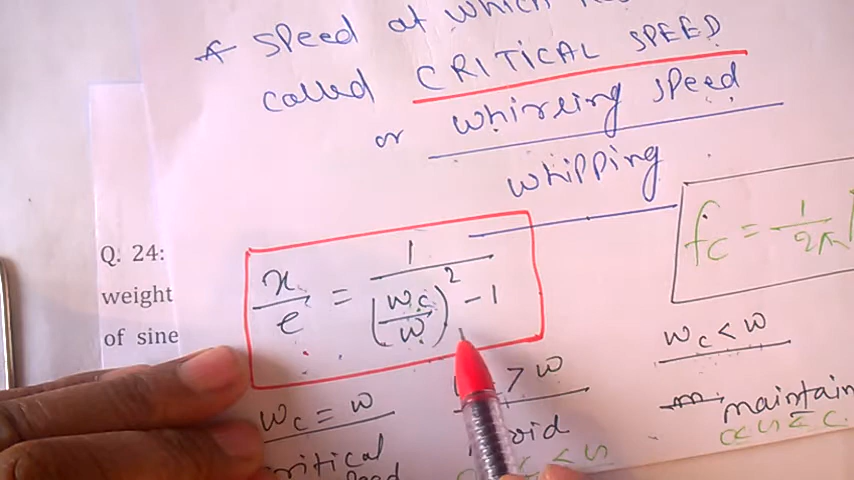 * speed at which
called CRITICAL SPEED
or whirling speed
whipping
Q. 24:
weight
of sine
x/e = 1/((wc/w)^2 - 1)
fc = 1/2π
wc = w
> w
wc < w
critical
maintain